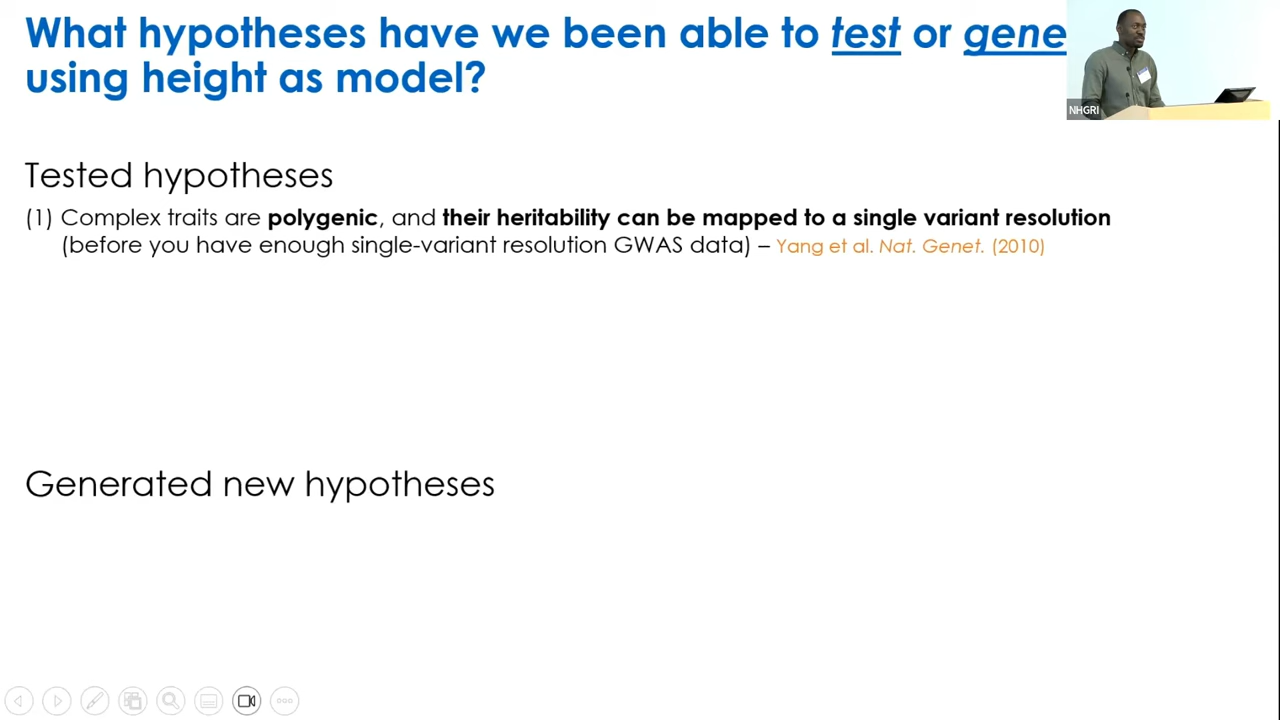 What hypotheses have we been able to test or gene
using height as model?
NHGRI
Tested hypotheses
(1) Complex traits are polygenic, and their heritability can be mapped to a single variant resolution
(before you have enough single-variant resolution GWAS data) – Yang et al. Nat. Genet. (2010)
Generated new hypotheses